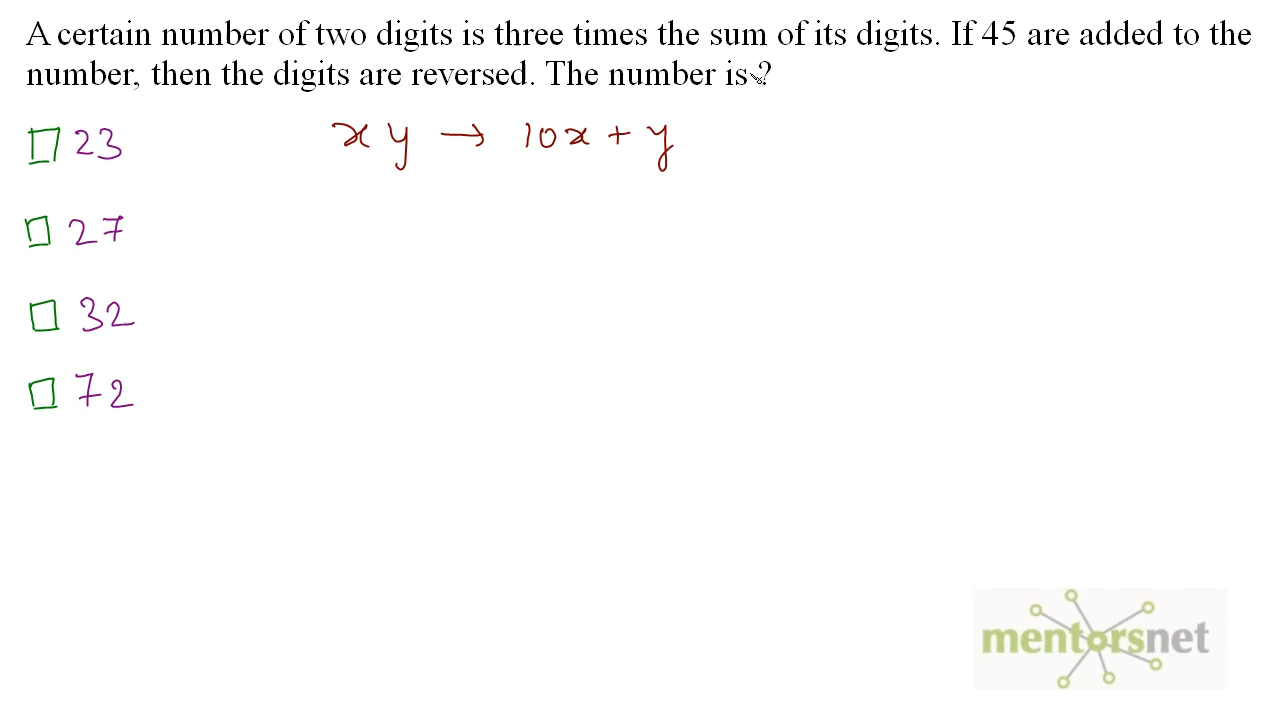 A certain number of two digits is three times the sum of its digits. If 45 are added to the
number, then the digits are reversed. The number is ?
23
x y → 10x + y
27
32
72
mentorsnet